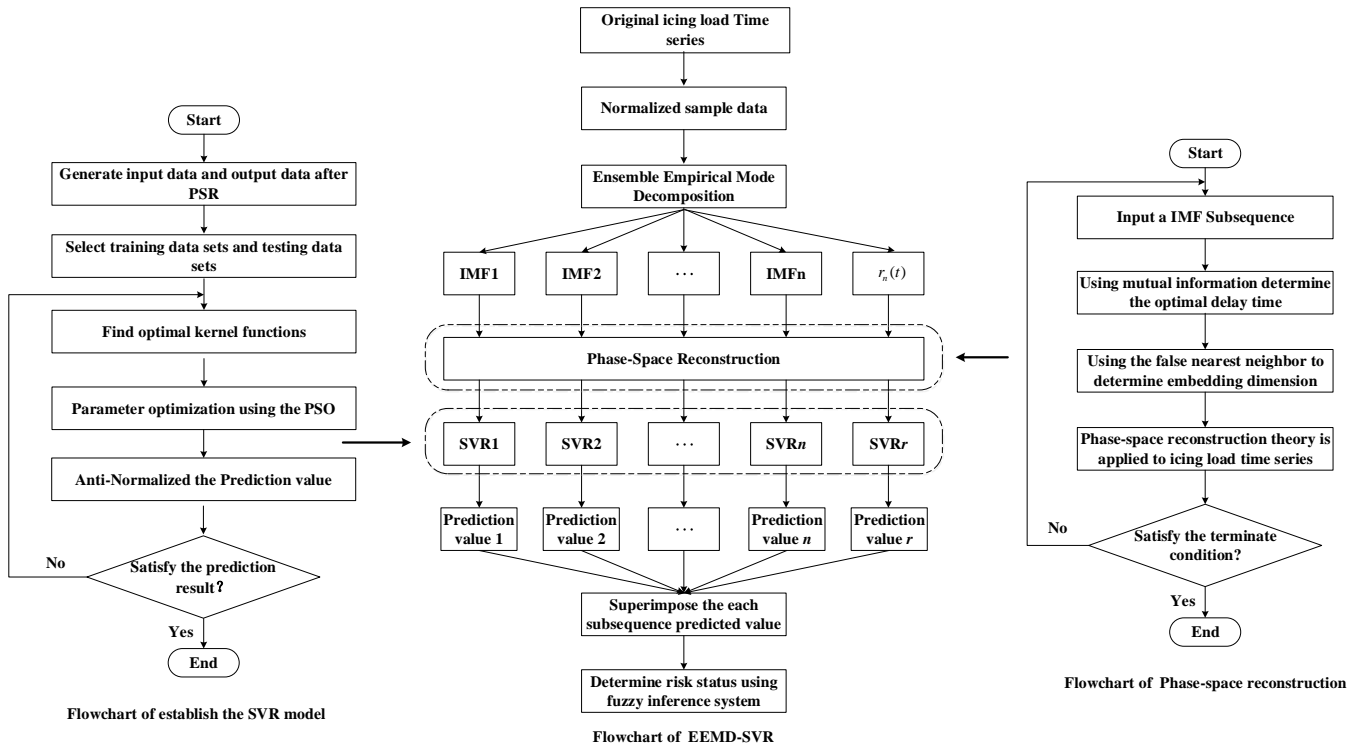 Start
Generate input data and output data after
PSR
Select training data sets and testing data
sets
Find optimal kernel functions
Parameter optimization using the PSO
Anti-Normalized the Prediction value
Satisfy the prediction
result?
No
Yes
End
Flowchart of establish the SVR model
Original icing load Time
series
Normalized sample data
Ensemble Empirical Mode
Decomposition
IMF1 IMF2 ... IMFn r_n(t)
Phase-Space Reconstruction
SVR1 SVR2 ... SVRn SVRr
Prediction
value 1
Prediction
value 2
...
Prediction
value n
Prediction
value r
Superimpose the each
subsequence predicted value
Determine risk status using
fuzzy inference system
Flowchart of EEMD-SVR
Start
Input a IMF Subsequence
Using mutual information determine
the optimal delay time
Using the false nearest neighbor to
determine embedding dimension
Phase-space reconstruction theory is
applied to icing load time series
Satisfy the terminate
condition?
No
Yes
End
Flowchart of Phase-space reconstruction